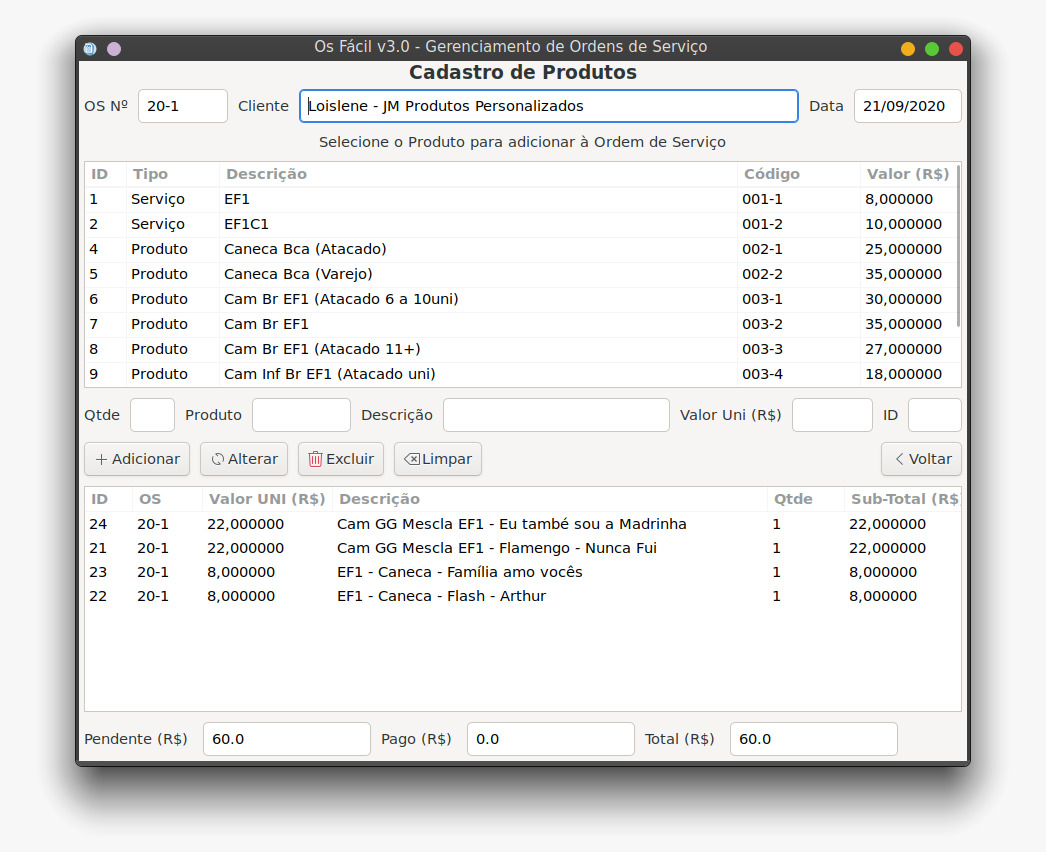 Os Fácil v3.0 - Gerenciamento de Ordens de Serviço
Cadastro de Produtos
OS Nº 20-1 Cliente Loislene - JM Produtos Personalizados Data 21/09/2020
Selecione o Produto para adicionar à Ordem de Serviço
ID Tipo Descrição Código Valor (R$)
1 Serviço EF1 001-1 8,000000
2 Serviço EF1C1 001-2 10,000000
4 Produto Caneca Bca (Atacado) 002-1 25,000000
5 Produto Caneca Bca (Varejo) 002-2 35,000000
6 Produto Cam Br EF1 (Atacado 6 a 10uni) 003-1 30,000000
7 Produto Cam Br EF1 003-2 35,000000
8 Produto Cam Br EF1 (Atacado 11+) 003-3 27,000000
9 Produto Cam Inf Br EF1 (Atacado uni) 003-4 18,000000
Qtde Produto Descrição Valor Uni (R$) ID
Adicionar Alterar Excluir Limpar Voltar
ID OS Valor UNI (R$) Descrição Qtde Sub-Total (R$
24 20-1 22,000000 Cam GG Mescla EF1 - Eu també sou a Madrinha 1 22,000000
21 20-1 22,000000 Cam GG Mescla EF1 - Flamengo - Nunca Fui 1 22,000000
23 20-1 8,000000 EF1 - Caneca - Família amo vocês 1 8,000000
22 20-1 8,000000 EF1 - Caneca - Flash - Arthur 1 8,000000
Pendente (R$) 60.0 Pago (R$) 0.0 Total (R$) 60.0